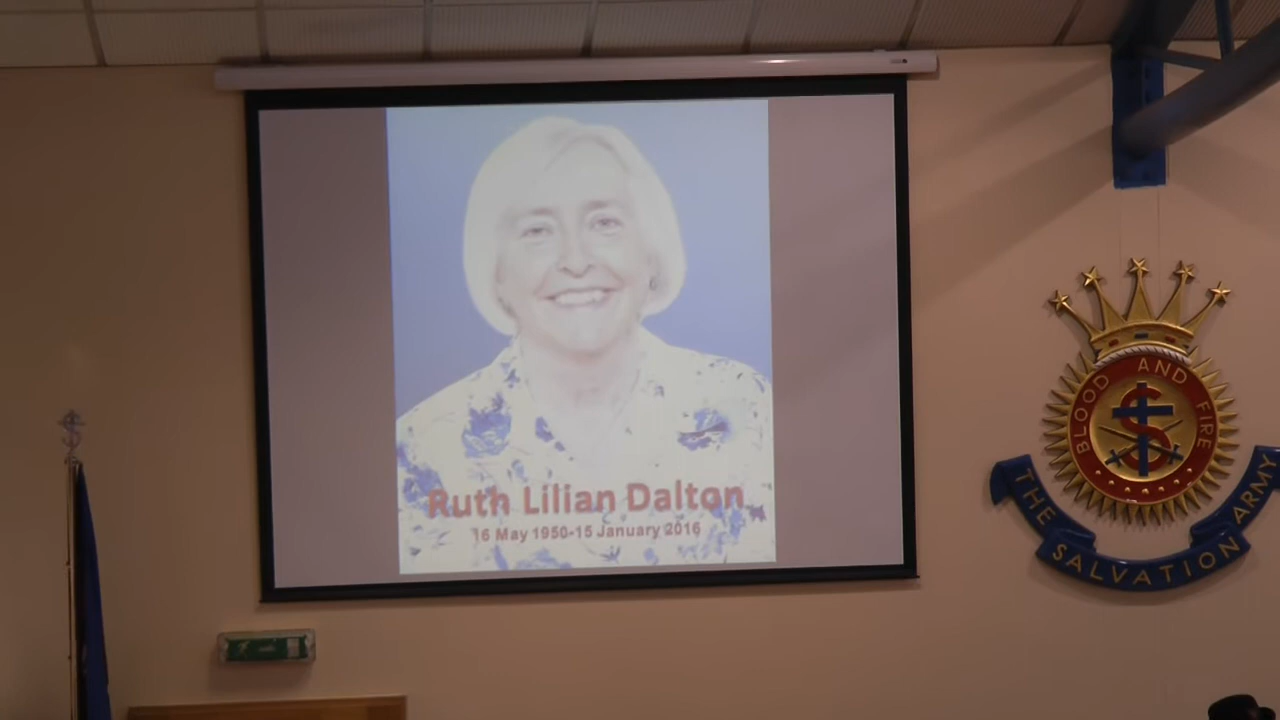 Ruth Lilian Dalton
16 May 1950-15 January 2016
BLOOD AND FIRE
S
THE SALVATION ARMY